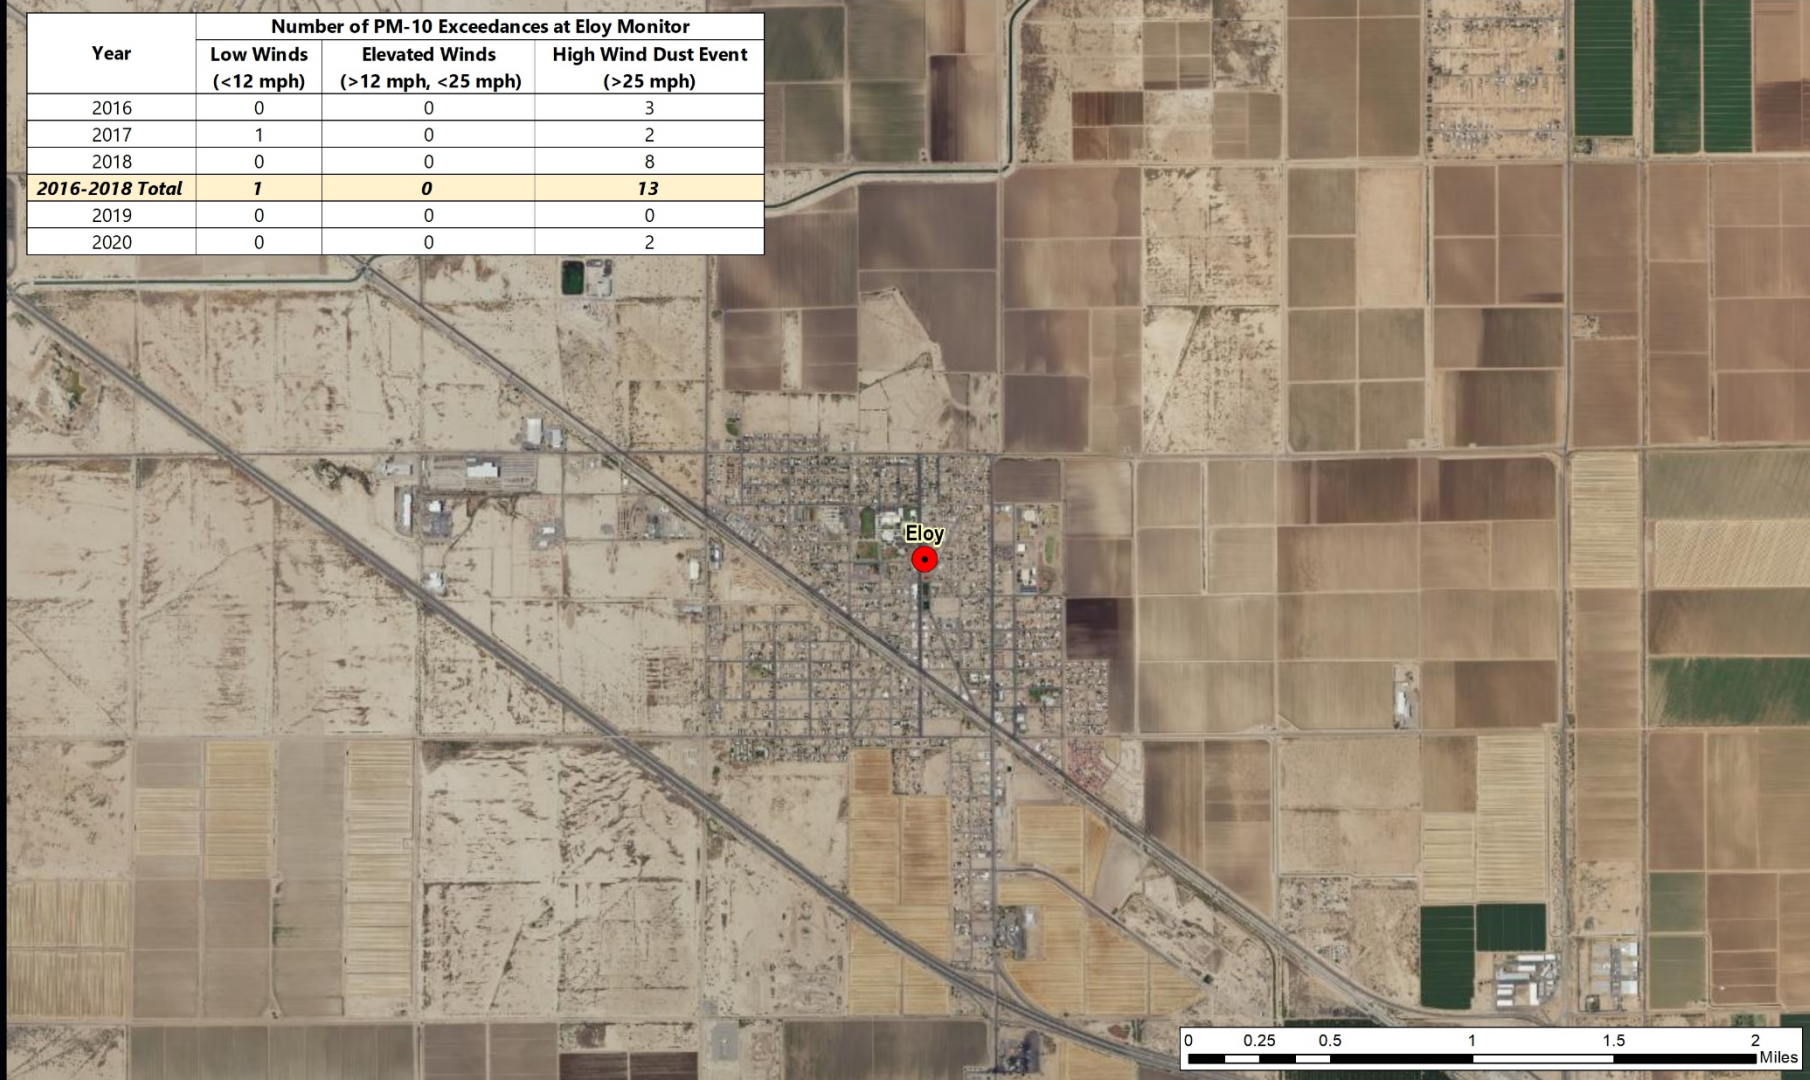 Number of PM-10 Exceedances at Eloy Monitor
Year
Low Winds Elevated Winds High Wind Dust Event
(<12 mph) (>12 mph, <25 mph) (>25 mph)
2016 0 0 3
2017 1 0 2
2018 0 0 8
2016-2018 Total 1 0 13
2019 0 0 0
2020 0 0 2
Eloy
0 0.25 0.5 1 1.5 2
Miles